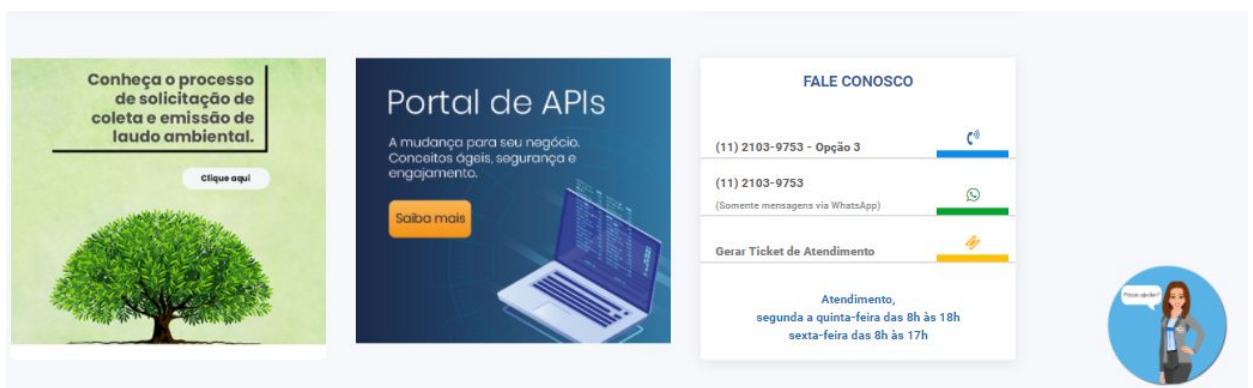 Conheça o processo
de solicitação de
coleta e emissão de
laudo ambiental.
Clique aqui
Portal de APIs
A mudança para seu negócio.
Conceitos ágeis, segurança e
engajamento.
Saiba mais
FALE CONOSCO
(11) 2103-9753 - Opção 3
(11) 2103-9753
(Somente mensagens via WhatsApp)
Gerar Ticket de Atendimento
Atendimento,
segunda a quinta-feira das 8h às 18h
sexta-feira das 8h às 17h
Posso ajudar?